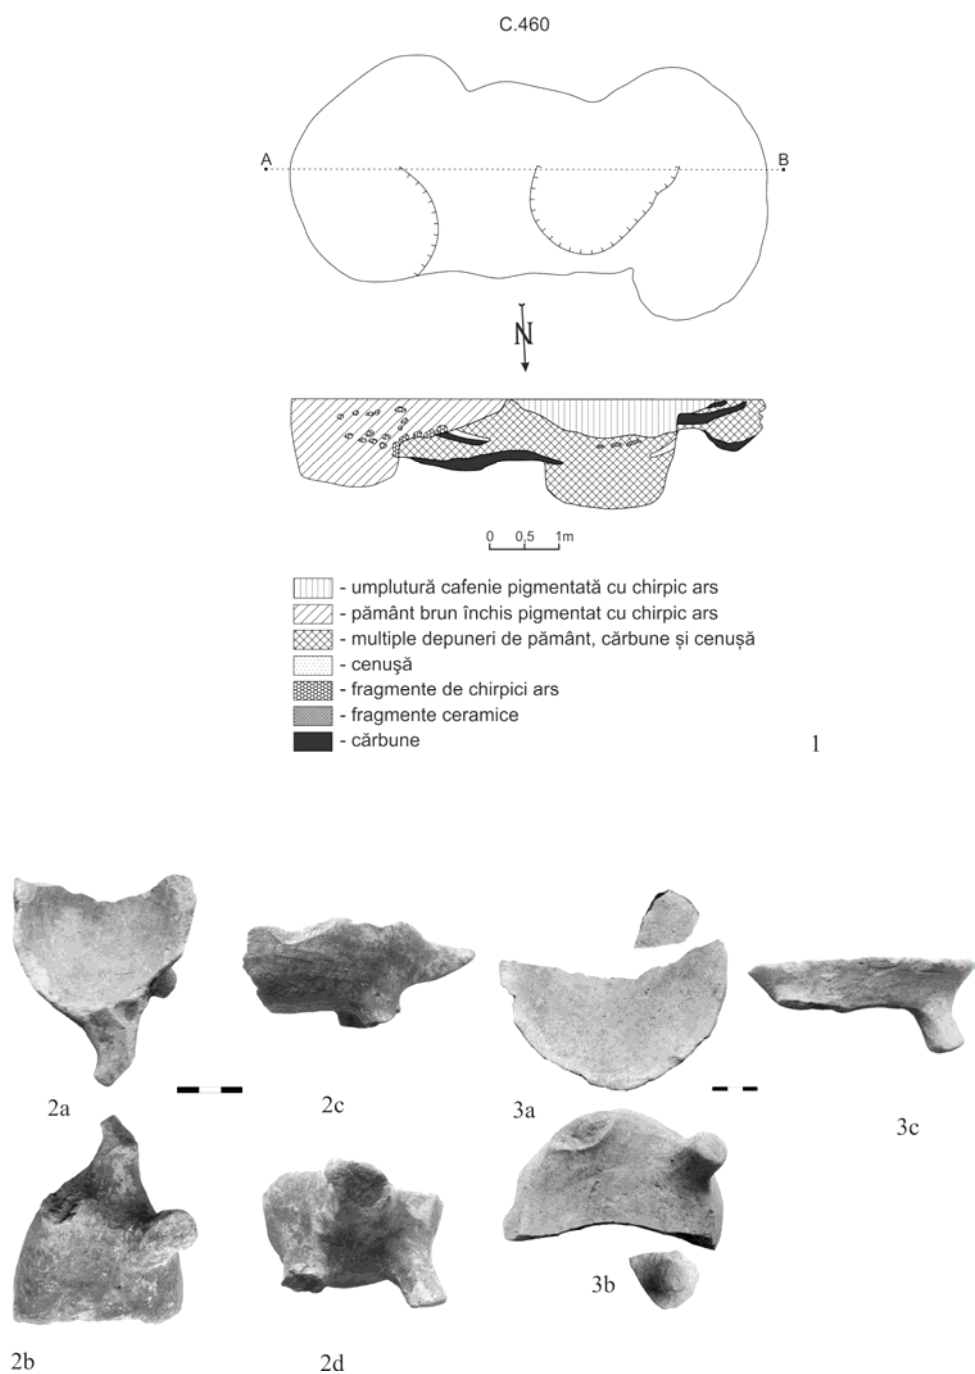 C.460
A
B
N
0 0,5 1m
- umplutură cafenie pigmentată cu chirpic ars
- pământ brun închis pigmentat cu chirpic ars
- multiple depuneri de pământ, cărbune și cenușă
- cenuşă
- fragmente de chirpici ars
- fragmente ceramice
- cărbune
1
2a
2c
3a
3c
2b
2d
3b